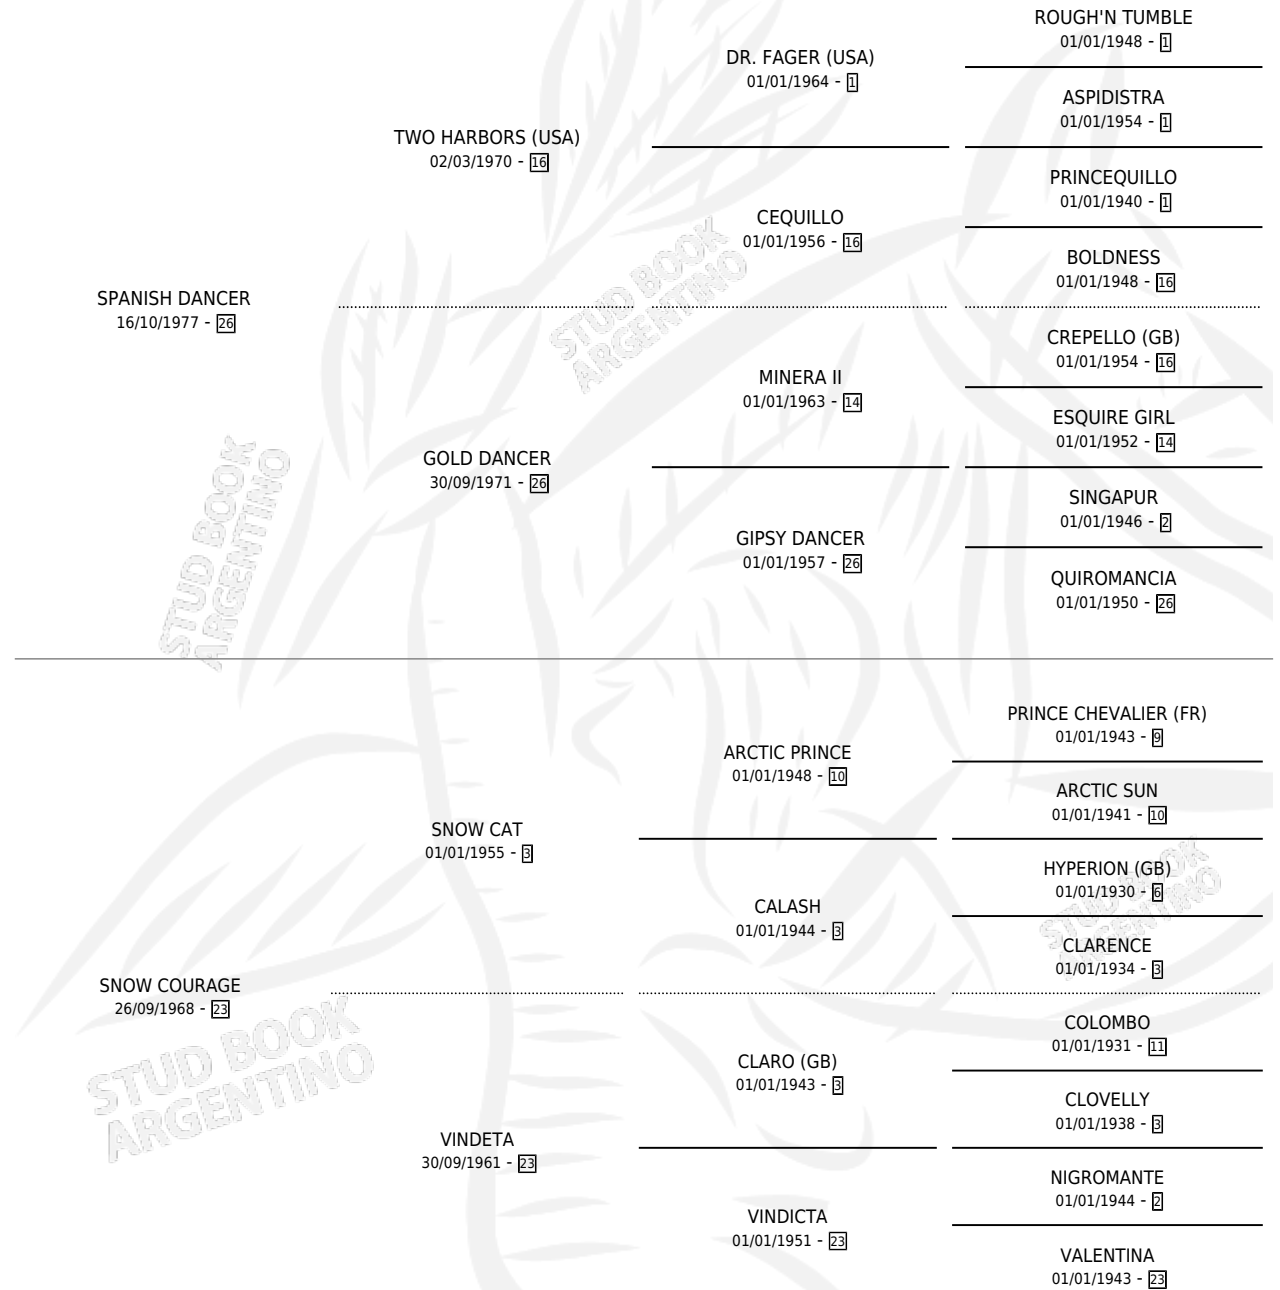 ROUGH'N TUMBLE
01/01/1948 - 1
DR. FAGER (USA)
01/01/1964 - 1
ASPIDISTRA
01/01/1954 - 1
TWO HARBORS (USA)
02/03/1970 - 16
PRINCEQUILLO
01/01/1940 - 1
CEQUILLO
01/01/1956 - 16
BOLDNESS
01/01/1948 - 16
SPANISH DANCER
16/10/1977 - 26
CREPELLO (GB)
01/01/1954 - 16
MINERA II
01/01/1963 - 14
ESQUIRE GIRL
01/01/1952 - 14
GOLD DANCER
30/09/1971 - 26
SINGAPUR
01/01/1946 - 2
GIPSY DANCER
01/01/1957 - 26
QUIROMANCIA
01/01/1950 - 26
PRINCE CHEVALIER (FR)
01/01/1943 - 9
ARCTIC PRINCE
01/01/1948 - 10
ARCTIC SUN
01/01/1941 - 10
SNOW CAT
01/01/1955 - 3
HYPERION (GB)
01/01/1930 - 6
CALASH
01/01/1944 - 3
CLARENCE
01/01/1934 - 3
SNOW COURAGE
26/09/1968 - 23
COLOMBO
01/01/1931 - 11
CLARO (GB)
01/01/1943 - 3
CLOVELLY
01/01/1938 - 3
VINDETA
30/09/1961 - 23
NIGROMANTE
01/01/1944 - 2
VINDICTA
01/01/1951 - 23
VALENTINA
01/01/1943 - 23
STUD BOOK
ARGENTINO
STUD BOOK
ARGENTINO
STUD BOOK
ARGENTINO
STUD BOOK
ARGENTINO